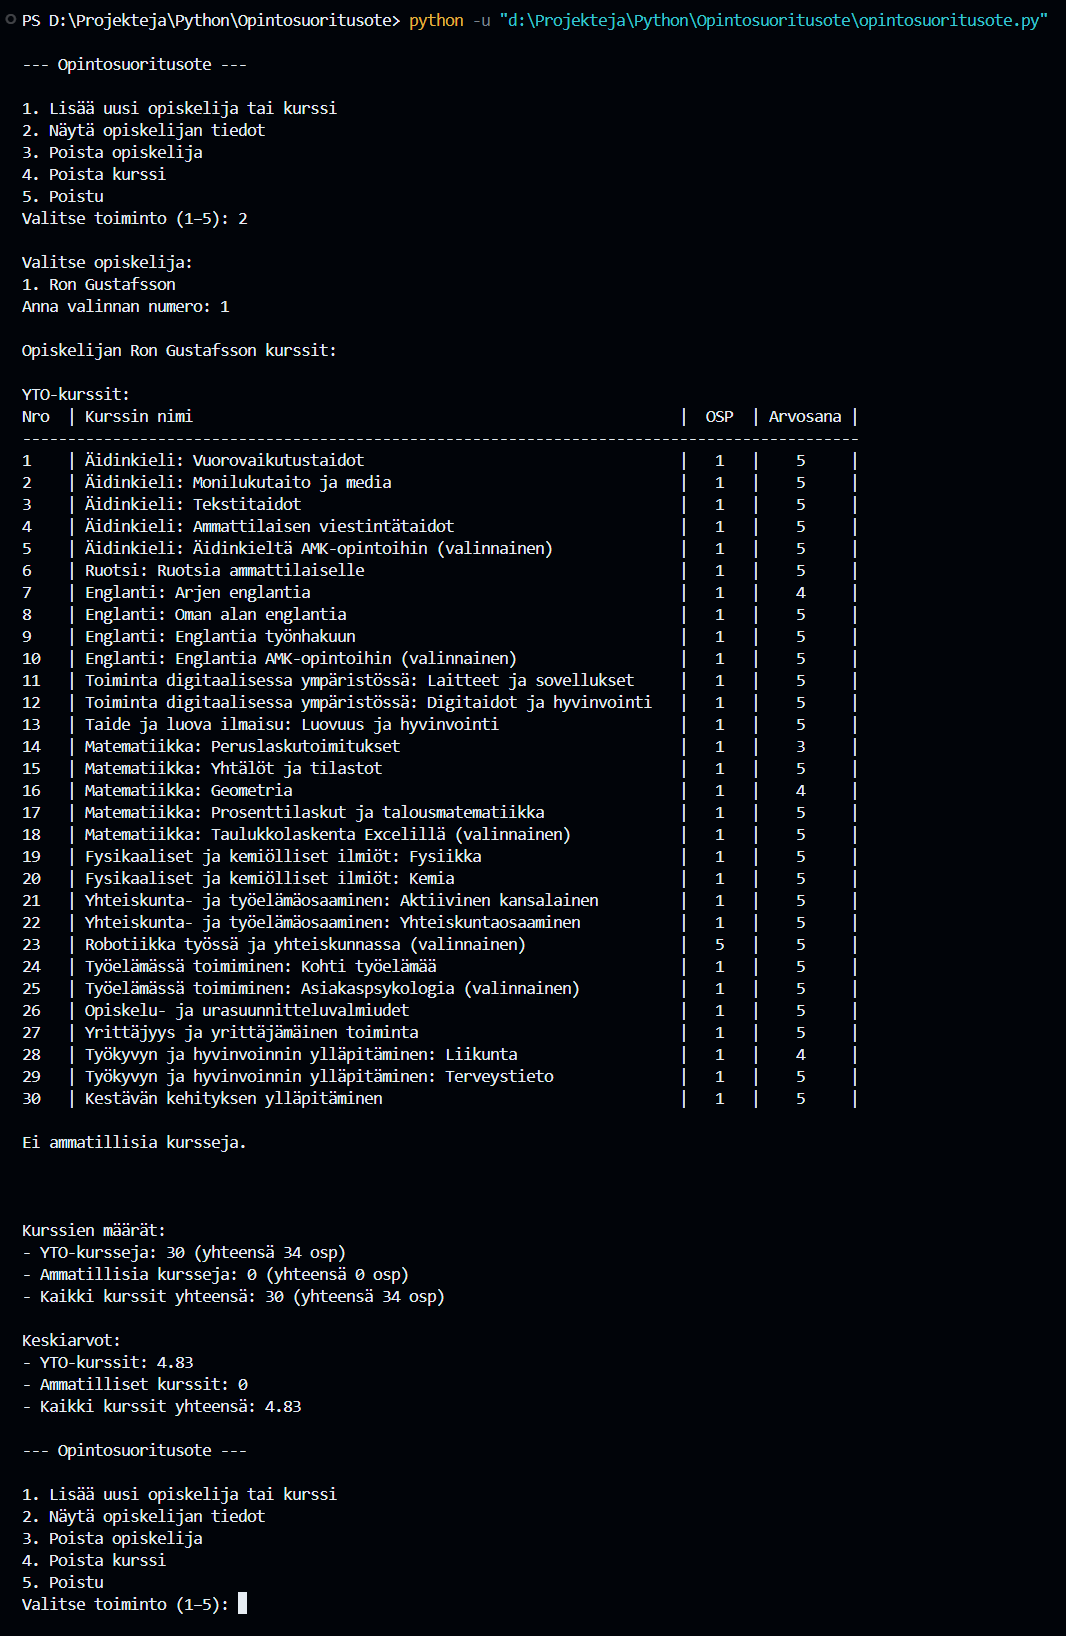 PS D:\Projekteja\Python\Opintosuoritusote> python -u "d:\Projekteja\Python\Opintosuoritusote\opintosuoritusote.py"
--- Opintosuoritusote ---
1. Lisää uusi opiskelija tai kurssi
2. Näytä opiskelijan tiedot
3. Poista opiskelija
4. Poista kurssi
5. Poistu
Valitse toiminto (1–5): 2
Valitse opiskelija:
1. Ron Gustafsson
Anna valinnan numero: 1
Opiskelijan Ron Gustafsson kurssit:
YTO-kurssit:
Nro | Kurssin nimi | OSP | Arvosana |
---------------------------------------------------------------------------------------------
1 | Äidinkieli: Vuorovaikutustaidot | 1 | 5 |
2 | Äidinkieli: Monilukutaito ja media | 1 | 5 |
3 | Äidinkieli: Tekstitaidot | 1 | 5 |
4 | Äidinkieli: Ammattilaisen viestintätaidot | 1 | 5 |
5 | Äidinkieli: Äidinkieltä AMK-opintoihin (valinnainen) | 1 | 5 |
6 | Ruotsi: Ruotsia ammattilaiselle | 1 | 5 |
7 | Englanti: Arjen englantia | 1 | 4 |
8 | Englanti: Oman alan englantia | 1 | 5 |
9 | Englanti: Englantia työnhakuun | 1 | 5 |
10 | Englanti: Englantia AMK-opintoihin (valinnainen) | 1 | 5 |
11 | Toiminta digitaalisessa ympäristössä: Laitteet ja sovellukset | 1 | 5 |
12 | Toiminta digitaalisessa ympäristössä: Digitaidot ja hyvinvointi | 1 | 5 |
13 | Taide ja luova ilmaisu: Luovuus ja hyvinvointi | 1 | 5 |
14 | Matematiikka: Peruslaskutoimitukset | 1 | 3 |
15 | Matematiikka: Yhtälöt ja tilastot | 1 | 5 |
16 | Matematiikka: Geometria | 1 | 4 |
17 | Matematiikka: Prosenttilaskut ja talousmatematiikka | 1 | 5 |
18 | Matematiikka: Taulukkolaskenta Excelillä (valinnainen) | 1 | 5 |
19 | Fysikaaliset ja kemiölliset ilmiöt: Fysiikka | 1 | 5 |
20 | Fysikaaliset ja kemiölliset ilmiöt: Kemia | 1 | 5 |
21 | Yhteiskunta- ja työelämäosaaminen: Aktiivinen kansalainen | 1 | 5 |
22 | Yhteiskunta- ja työelämäosaaminen: Yhteiskuntaosaaminen | 1 | 5 |
23 | Robotiikka työssä ja yhteiskunnassa (valinnainen) | 5 | 5 |
24 | Työelämässä toimiminen: Kohti työelämää | 1 | 5 |
25 | Työelämässä toimiminen: Asiakaspsykologia (valinnainen) | 1 | 5 |
26 | Opiskelu- ja urasuunnitteluvalmiudet | 1 | 5 |
27 | Yrittäjyys ja yrittäjämäinen toiminta | 1 | 5 |
28 | Työkyvyn ja hyvinvoinnin ylläpitäminen: Liikunta | 1 | 4 |
29 | Työkyvyn ja hyvinvoinnin ylläpitäminen: Terveystieto | 1 | 5 |
30 | Kestävän kehityksen ylläpitäminen | 1 | 5 |
Ei ammatillisia kursseja.
Kurssien määrät:
- YTO-kursseja: 30 (yhteensä 34 osp)
- Ammatillisia kursseja: 0 (yhteensä 0 osp)
- Kaikki kurssit yhteensä: 30 (yhteensä 34 osp)
Keskiarvot:
- YTO-kurssit: 4.83
- Ammatilliset kurssit: 0
- Kaikki kurssit yhteensä: 4.83
--- Opintosuoritusote ---
1. Lisää uusi opiskelija tai kurssi
2. Näytä opiskelijan tiedot
3. Poista opiskelija
4. Poista kurssi
5. Poistu
Valitse toiminto (1–5):